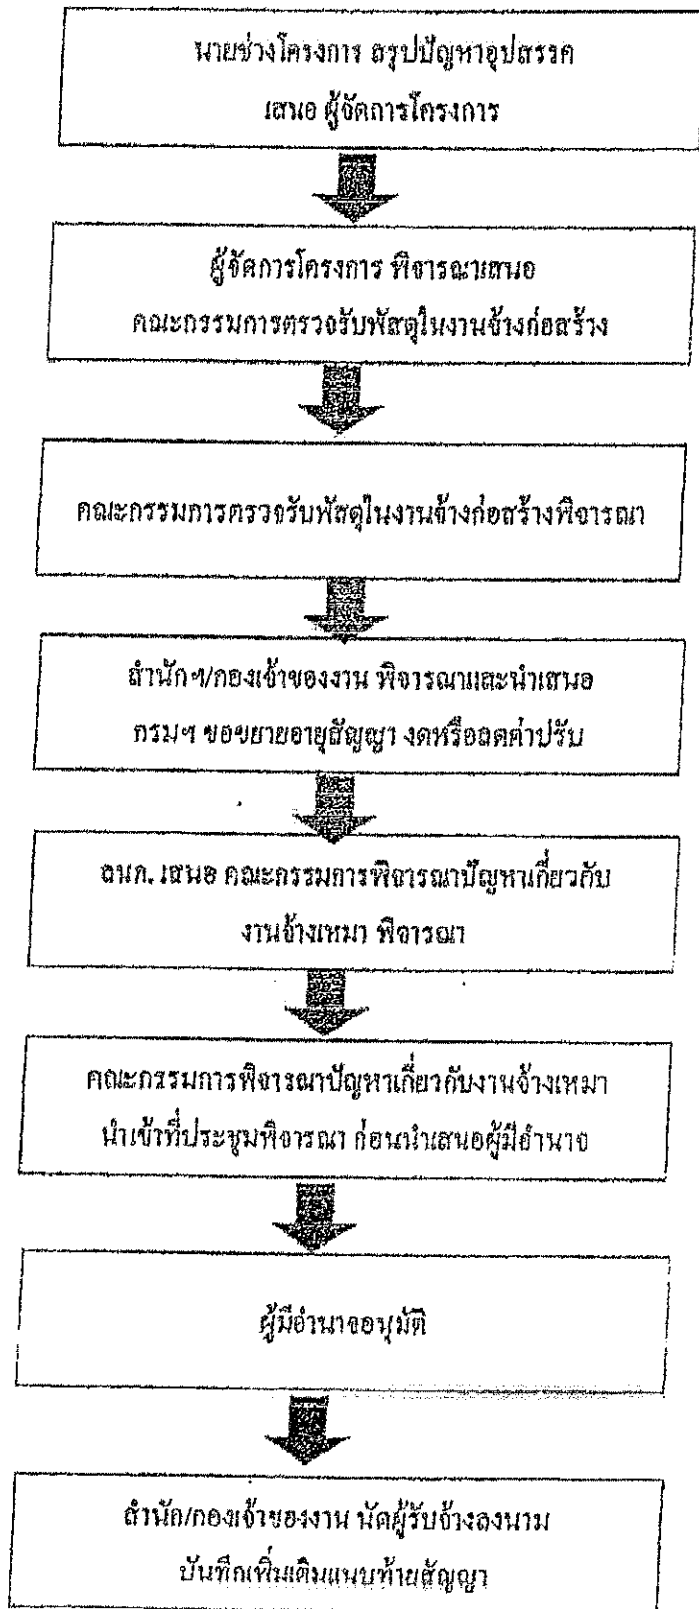 นายช่วงโครงการ สรุปปัญหาอุปสรรค
เสนอ ผู้จัดการโครงการ
ผู้จัดการโครงการ พิจารณาเสนอ
คณะกรรมการตรวจรับพัสดุในงานจ้างก่อสร้าง
คณะกรรมการตรวจรับพัสดุในงานจ้างก่อสร้างพิจารณา
สำนักฯ/กองเจ้าของงาน พิจารณาและนำเสนอ
กรมฯ ขอขยายอายุสัญญา งดหรือลดค่าปรับ
ลนก. เสนอ คณะกรรมการพิจารณาปัญหาเกี่ยวกับ
งานจ้างเหมา พิจารณา
คณะกรรมการพิจารณาปัญหาเกี่ยวกับงานจ้างเหมา
นำเข้าที่ประชุมพิจารณา ก่อนนำเสนอผู้มีอำนาจ
ผู้มีอำนาจอนุมัติ
สำนัก/กองเจ้าของงาน นัดผู้รับจ้างลงนาม
บันทึกเพิ่มเติมแนบท้ายสัญญา